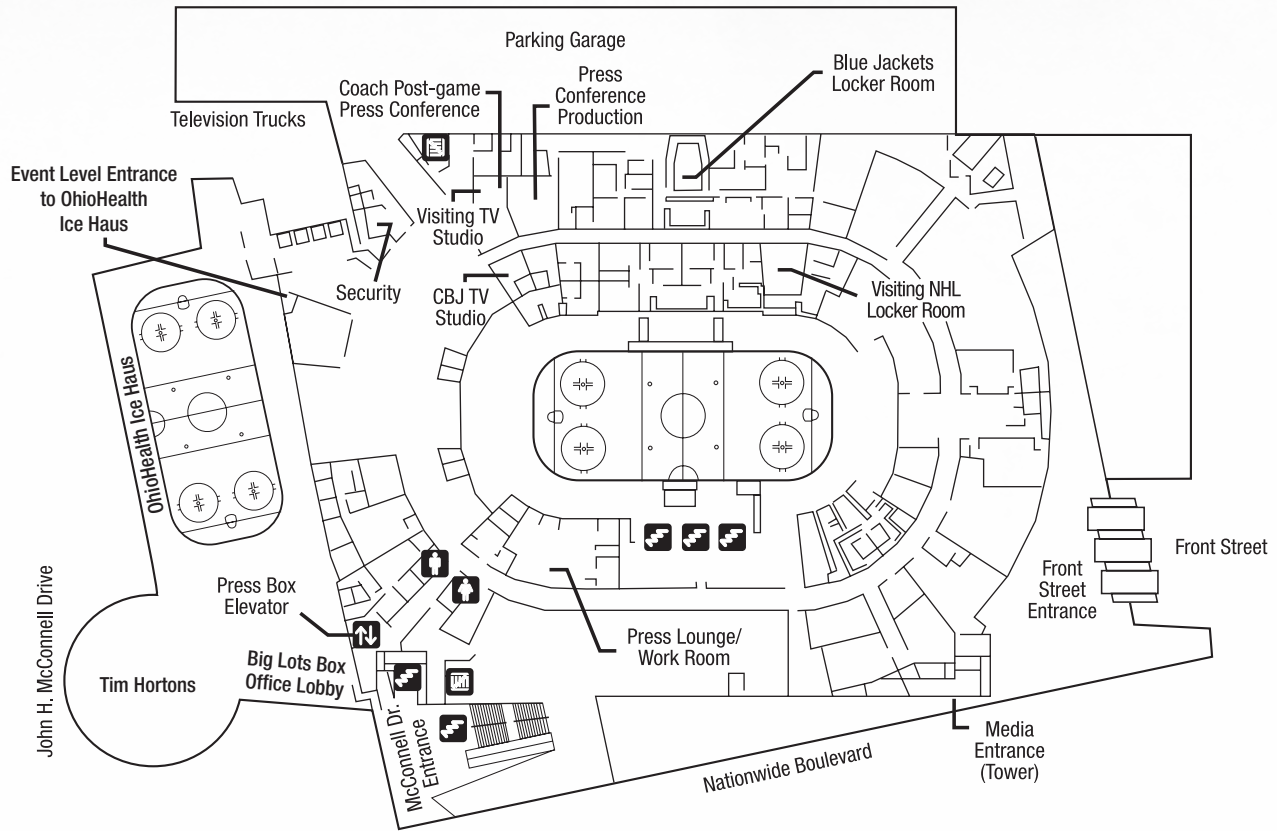 Parking Garage
Blue Jackets
Locker Room
Press
Conference
Production
Coach Post-game
Press Conference
Television Trucks
Event Level Entrance
to OhioHealth
Ice Haus
Visiting TV
Studio
Security
CBJ TV
Studio
Visiting NHL
Locker Room
OhioHealth Ice Haus
Front Street
Front
Street
Entrance
John H. McConnell Drive
Press Box
Elevator
Press Lounge/
Work Room
Big Lots Box
Office Lobby
Tim Hortons
McConnell Dr.
Entrance
Media
Entrance
(Tower)
Nationwide Boulevard